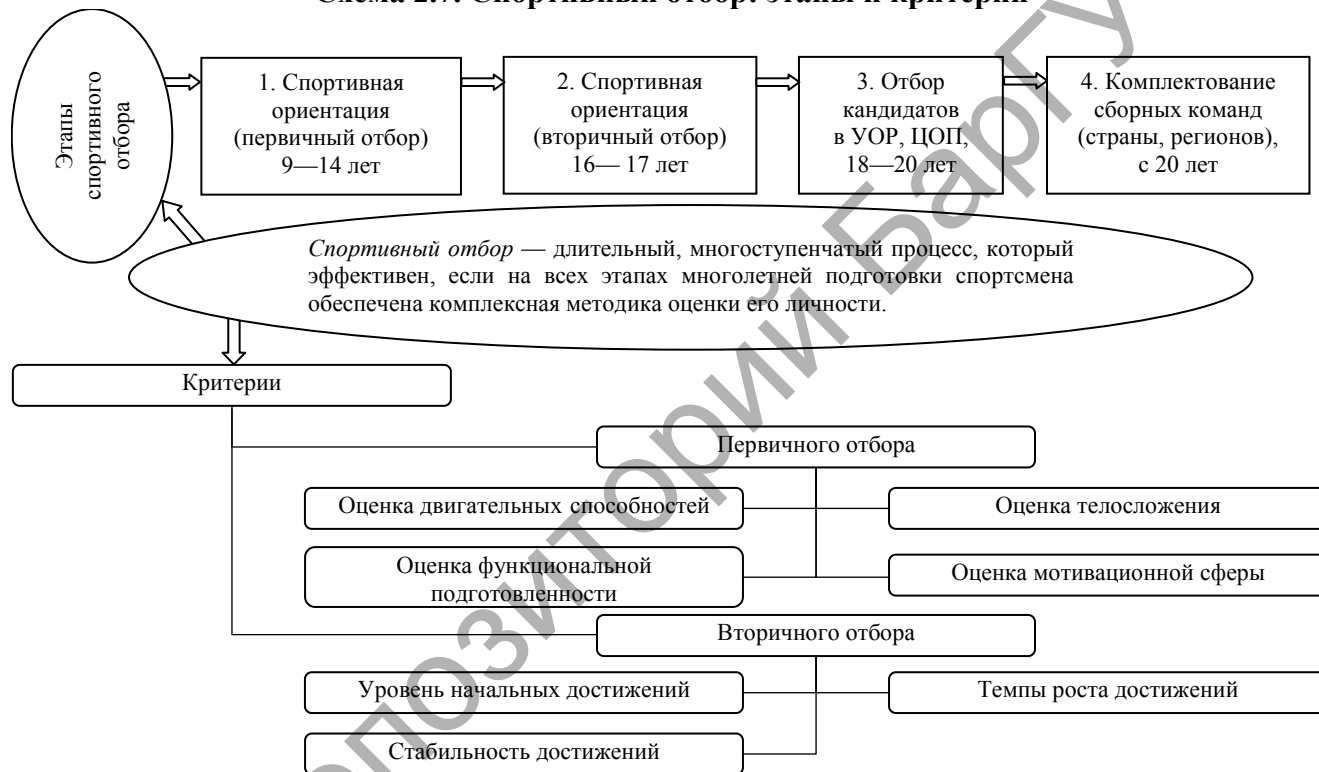 Схема 2.7. Спортивный отбор: этапы и критерии
Этапы
спортивного
отбора
1. Спортивная
ориентация
(первичный отбор)
9—14 лет
2. Спортивная
ориентация
(вторичный отбор)
16— 17 лет
3. Отбор
кандидатов
в УОР, ЦОП,
18—20 лет
4. Комплектование
сборных команд
(страны, регионов),
с 20 лет
Спортивный отбор — длительный, многоступенчатый процесс, который
эффективен, если на всех этапах многолетней подготовки спортсмена
обеспечена комплексная методика оценки его личности.
Критерии
Первичного отбора
Оценка двигательных способностей
Оценка телосложения
Оценка функциональной
подготовленности
Оценка мотивационной сферы
Вторичного отбора
Уровень начальных достижений
Темпы роста достижений
Стабильность достижений
позиторий БарГУ